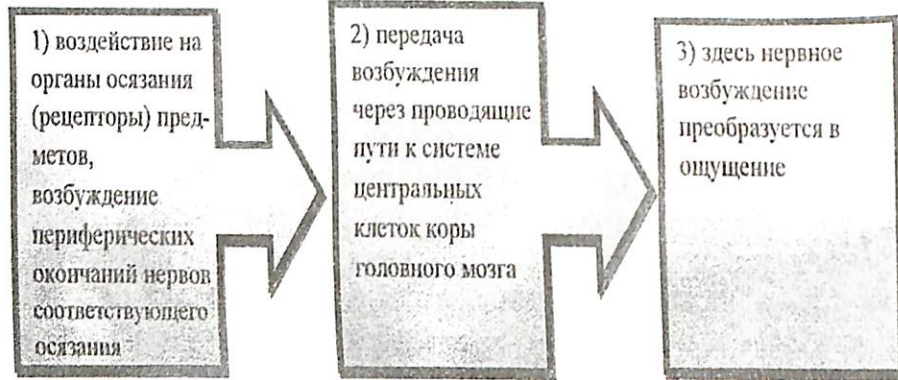 1) воздействие на
органы осязания
(рецепторы) пред-
метов,
возбуждение
периферических
окончаний нервов
соответствующего
осязания
2) передача
возбуждения
через проводящие
пути к системе
центральных
клеток коры
головного мозга
3) здесь нервное
возбуждение
преобразуется в
ощущение